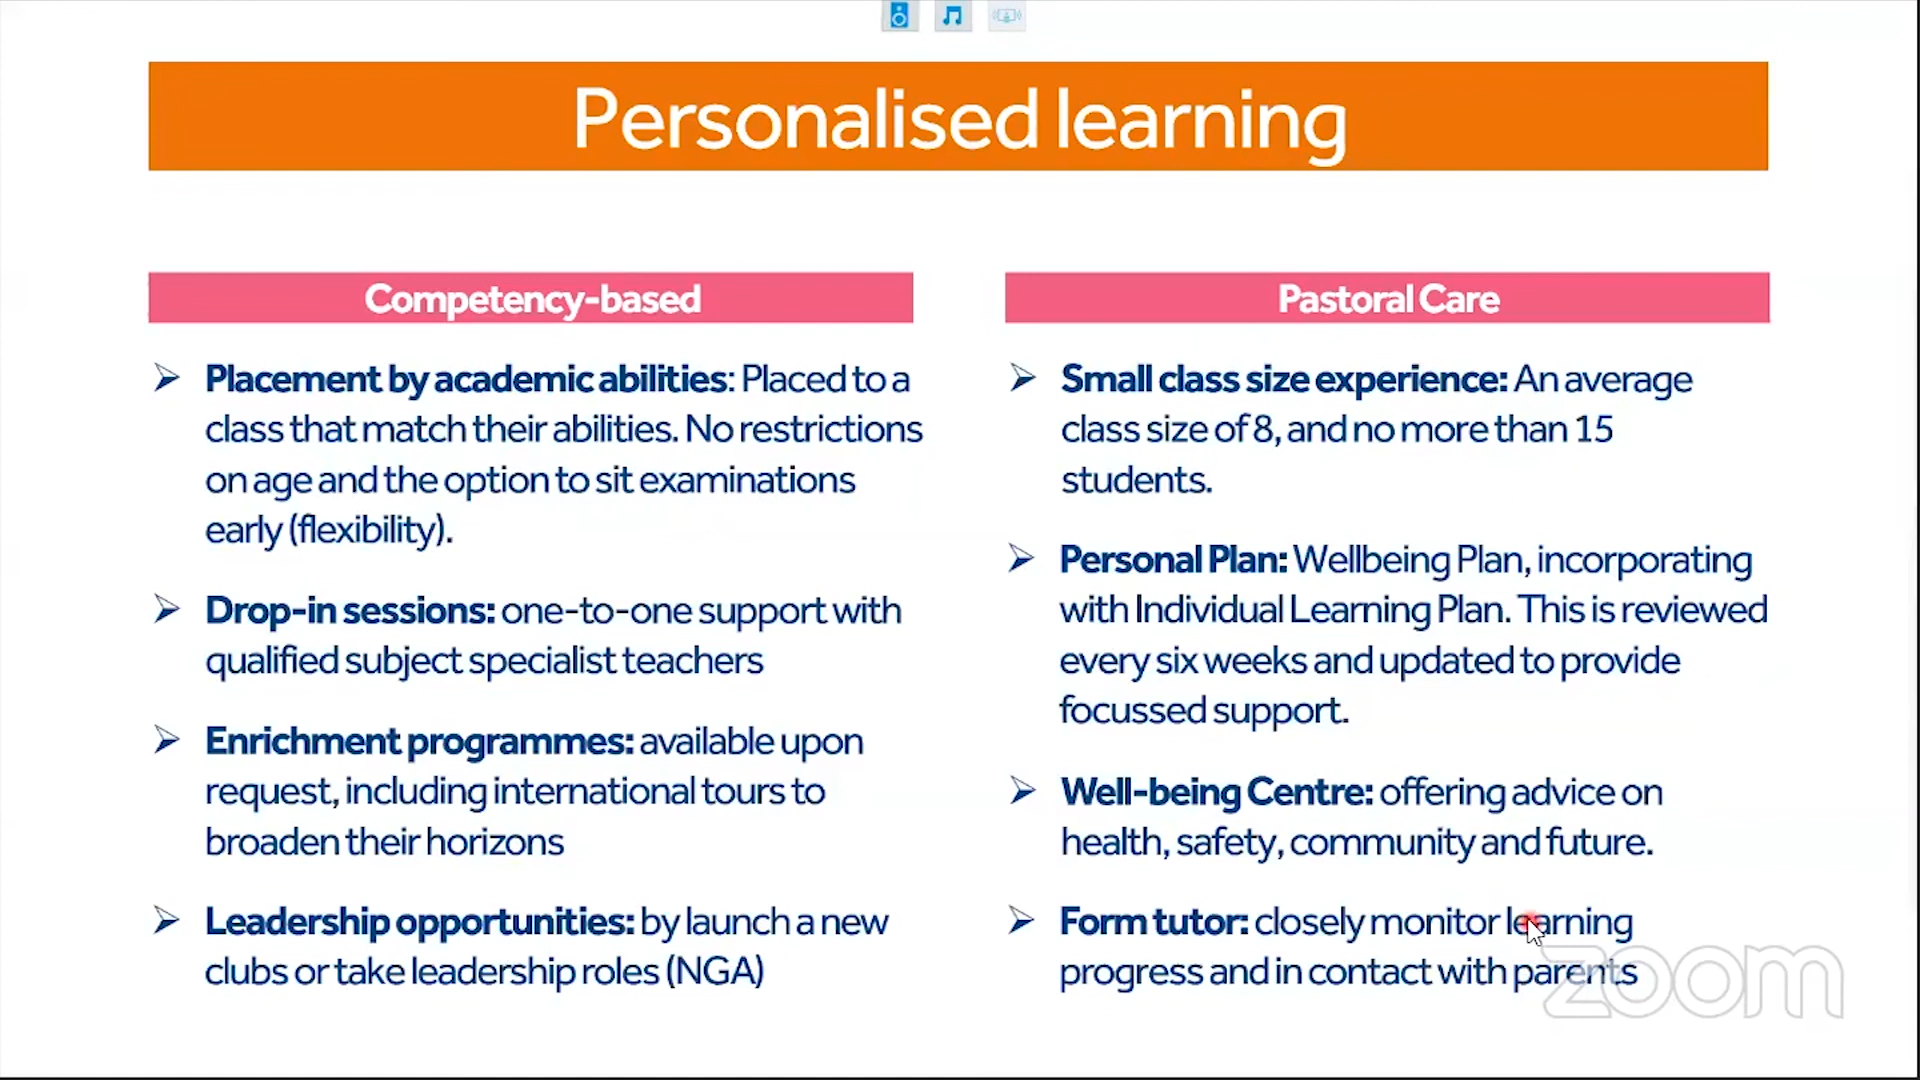 Personalised learning
Competency-based
➢ Placement by academic abilities: Placed to a
class that match their abilities. No restrictions
on age and the option to sit examinations
early (flexibility).
➢ Drop-in sessions: one-to-one support with
qualified subject specialist teachers
➢ Enrichment programmes: available upon
request, including international tours to
broaden their horizons
➢ Leadership opportunities: by launch a new
clubs or take leadership roles (NGA)
Pastoral Care
➢ Small class size experience: An average
class size of 8, and no more than 15
students.
➢ Personal Plan: Wellbeing Plan, incorporating
with Individual Learning Plan. This is reviewed
every six weeks and updated to provide
focussed support.
➢ Well-being Centre: offering advice on
health, safety, community and future.
➢ Form tutor: closely monitor learning
progress and in contact with parents
zoom